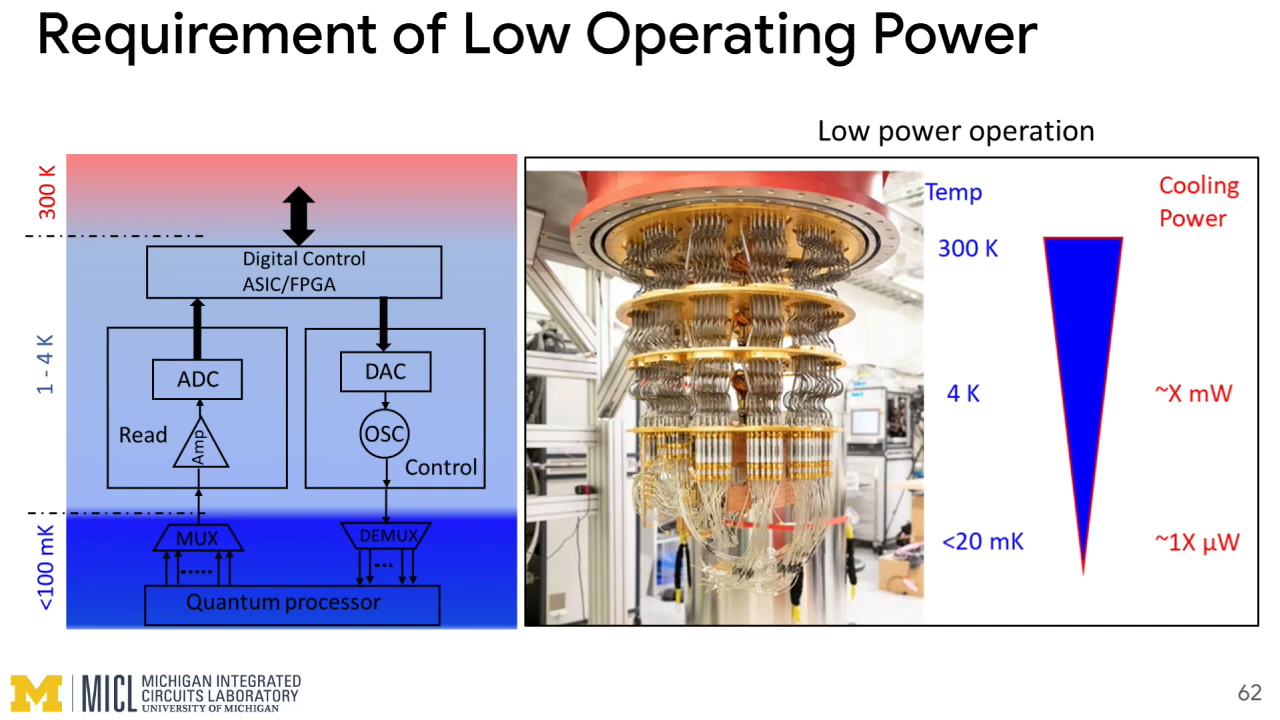 Requirement of Low Operating Power
Low power operation
300 K
1 - 4 K
<100 mK
Digital Control
ASIC/FPGA
ADC
DAC
Read
Amp
OSC
Control
MUX
DEMUX
Quantum processor
Temp
Cooling
Power
300 K
4 K
~X mW
<20 mK
~1X μW
M
MICL
MICHIGAN INTEGRATED
CIRCUITS LABORATORY
UNIVERSITY OF MICHIGAN
62